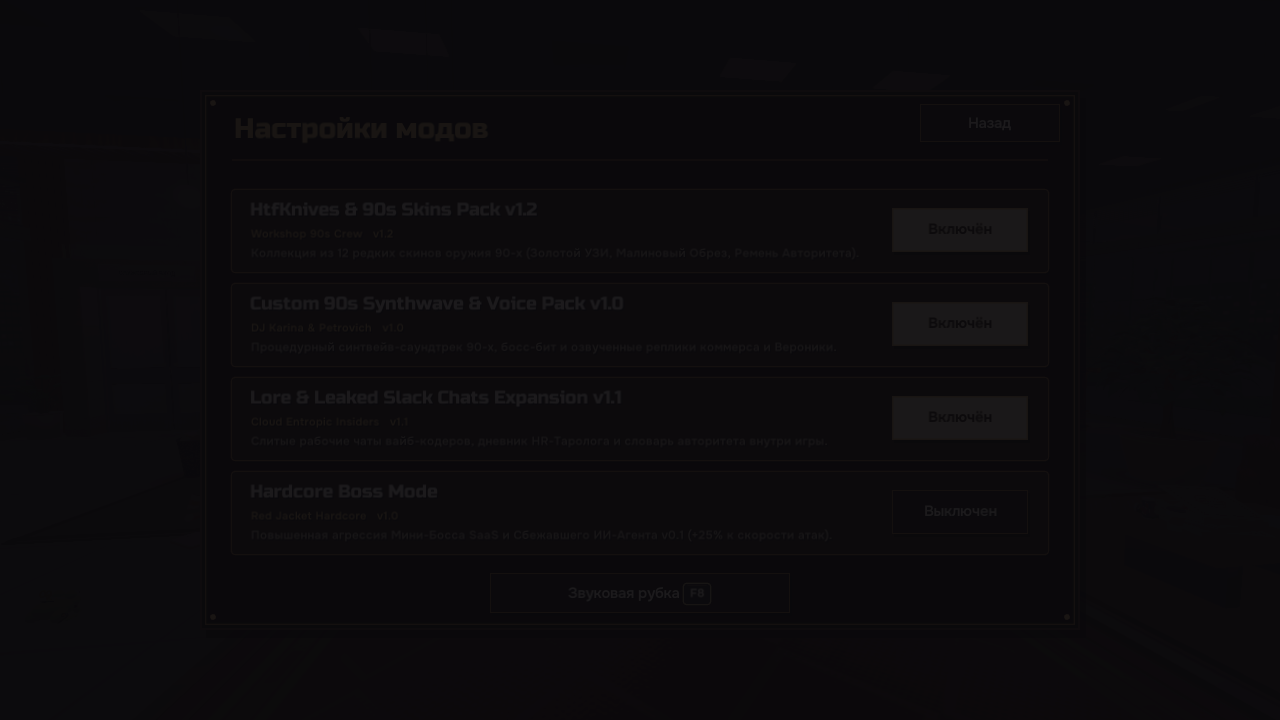 Настройки модов
Назад
HtfKnives & 90s Skins Pack v1.2
Workshop 90s Crew v1.2
Коллекция из 12 редких скинов оружия 90-х (Золотой УЗИ, Малиновый Обрез, Ремень Авторитета).
Включён
Custom 90s Synthwave & Voice Pack v1.0
DJ Karina & Petrovich v1.0
Процедурный синтвейв-саундтрек 90-х, босс-бит и озвученные реплики коммерса и Вероники.
Включён
Lore & Leaked Slack Chats Expansion v1.1
Cloud Entropic Insiders v1.1
Слитые рабочие чаты вайб-кодеров, дневник HR-Таролога и словарь авторитета внутри игры.
Включён
Hardcore Boss Mode
Red Jacket Hardcore v1.0
Повышенная агрессия Мини-Босса SaaS и Сбежавшего ИИ-Агента v0.1 (+25% к скорости атак).
Выключен
Звуковая рубка F8